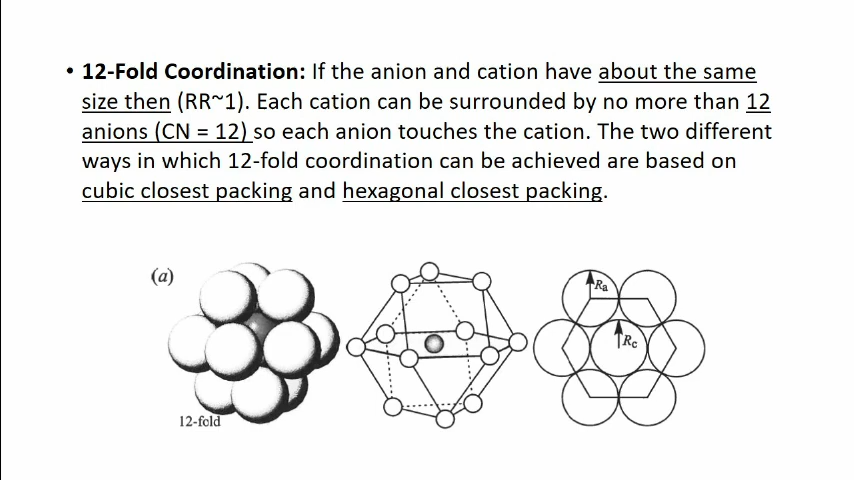 • 12-Fold Coordination: If the anion and cation have about the same
size then (RR~1). Each cation can be surrounded by no more than 12
anions (CN = 12) so each anion touches the cation. The two different
ways in which 12-fold coordination can be achieved are based on
cubic closest packing and hexagonal closest packing.
(a)
Ra
Rc
12-fold